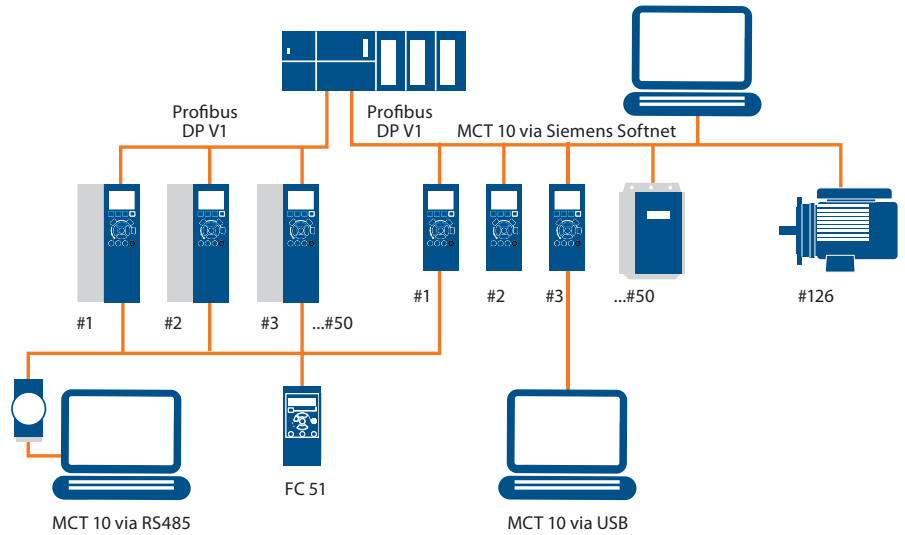 Profibus
DP V1
Profibus
DP V1
MCT 10 via Siemens Softnet
#1
#2
#3
...#50
#1
#2
#3
...#50
#126
FC 51
MCT 10 via RS485
MCT 10 via USB